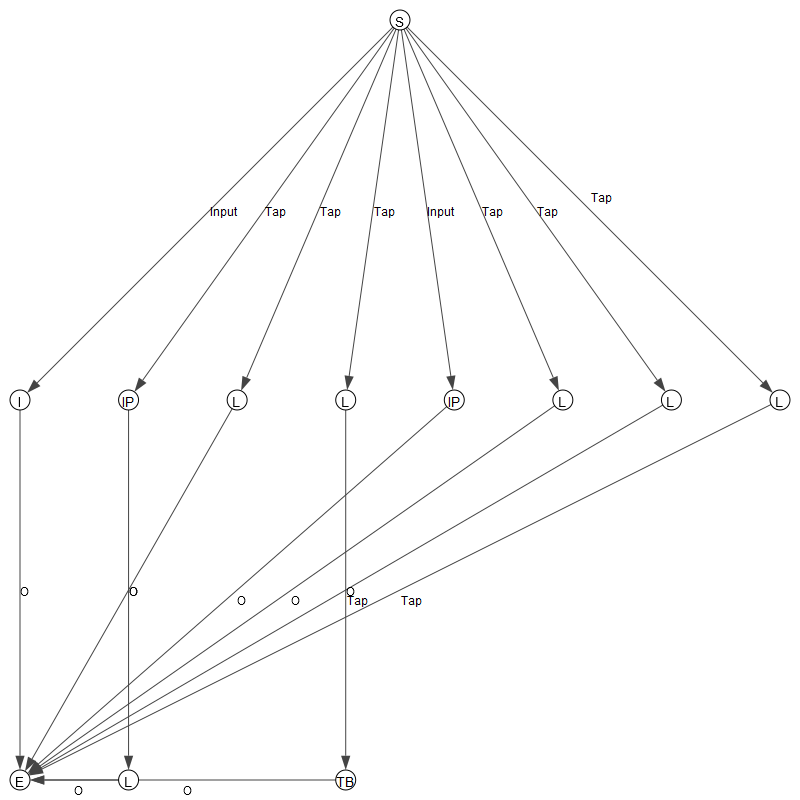 S
Tap
Input Tap Tap Tap Input Tap Tap
I IP L L IP L L L
O O O
O O Tap Tap
E L TB
O O